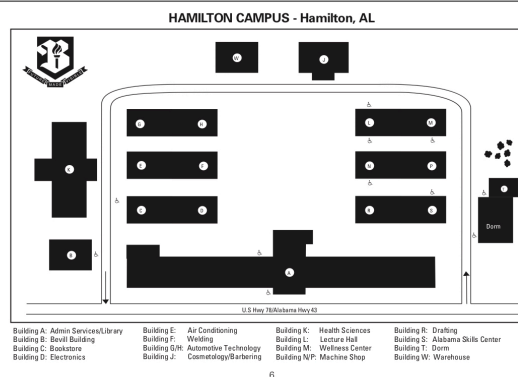 HAMILTON CAMPUS - Hamilton, AL
W
J
G H
L M
E F
N P
K
C D
R S
Dorm
B
A
U.S Hwy 78/Alabama Hwy 43
Building A: Admin Services/Library
Building B: Bevill Building
Building C: Bookstore
Building D: Electronics
Building E: Air Conditioning
Building F: Welding
Building G/H: Automotive Technology
Building J: Cosmetology/Barbering
Building K: Health Sciences
Building L: Lecture Hall
Building M: Wellness Center
Building N/P: Machine Shop
Building R: Drafting
Building S: Alabama Skills Center
Building T: Dorm
Building W: Warehouse
6